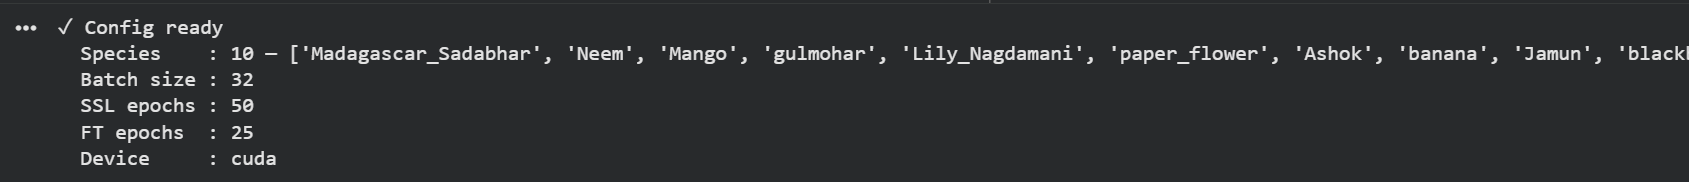 ••• ✓ Config ready
Species    : 10 — ['Madagascar_Sadabhar', 'Neem', 'Mango', 'gulmohar', 'Lily_Nagdamani', 'paper_flower', 'Ashok', 'banana', 'Jamun',
Batch size : 32
SSL epochs : 50
FT epochs  : 25
Device     : cuda